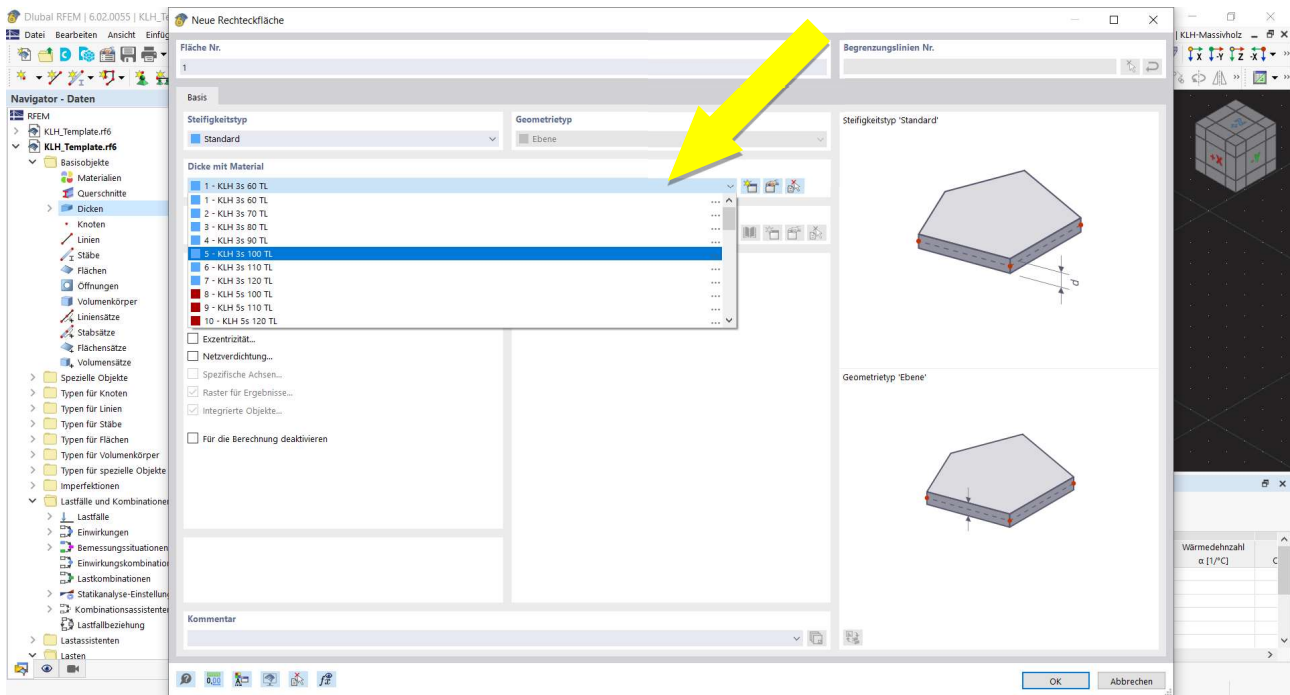 Dlubal RFEM | 6.02.0055 | KLH_Te
Neue Rechteckfläche
Datei Bearbeiten Ansicht Einfüg
| KLH-Massivholz
Fläche Nr.
Begrenzungslinien Nr.
1
Navigator - Daten
RFEM
KLH_Template.rf6
KLH_Template.rf6
Basisobjekte
Materialien
Querschnitte
Dicken
Knoten
Linien
Stäbe
Flächen
Öffnungen
Volumenkörper
Liniensätze
Stabsätze
Flächensätze
Volumensätze
Spezielle Objekte
Typen für Knoten
Typen für Linien
Typen für Stäbe
Typen für Flächen
Typen für Volumenkörper
Typen für spezielle Objekte
Imperfektionen
Lastfälle und Kombinationen
Lastfälle
Einwirkungen
Bemessungssituationen
Einwirkungskombination
Lastkombinationen
Statikanalyse-Einstellun
Kombinationsassistente
Lastfallbeziehung
Lastassistenten
Lasten
Basis
Steifigkeitstyp
Standard
Geometrietyp
Ebene
Dicke mit Material
1 - KLH 3s 60 TL
1 - KLH 3s 60 TL ...
2 - KLH 3s 70 TL ...
3 - KLH 3s 80 TL ...
4 - KLH 3s 90 TL ...
5 - KLH 3s 100 TL
6 - KLH 3s 110 TL ...
7 - KLH 3s 120 TL ...
8 - KLH 5s 100 TL ...
9 - KLH 5s 110 TL ...
10 - KLH 5s 120 TL ...
Exzentrizität...
Netzverdichtung...
Spezifische Achsen...
Raster für Ergebnisse...
Integrierte Objekte...
Für die Berechnung deaktivieren
Kommentar
Steifigkeitstyp 'Standard'
d
Geometrietyp 'Ebene'
Wärmedehnzahl
α [1/°C]
OK
Abbrechen